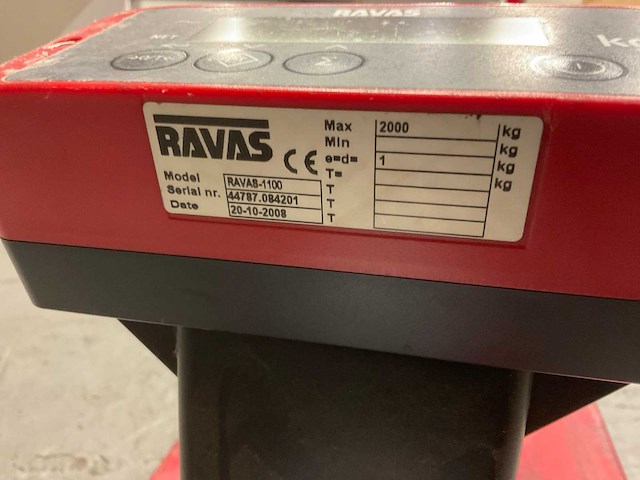 RAVAS
NET
RAVAS
CE
Max 2000 kg
Min kg
e=d= 1 kg
T= kg
T
T
T
Model RAVAS-1100
Serial nr. 44787.084201
Date 20-10-2008